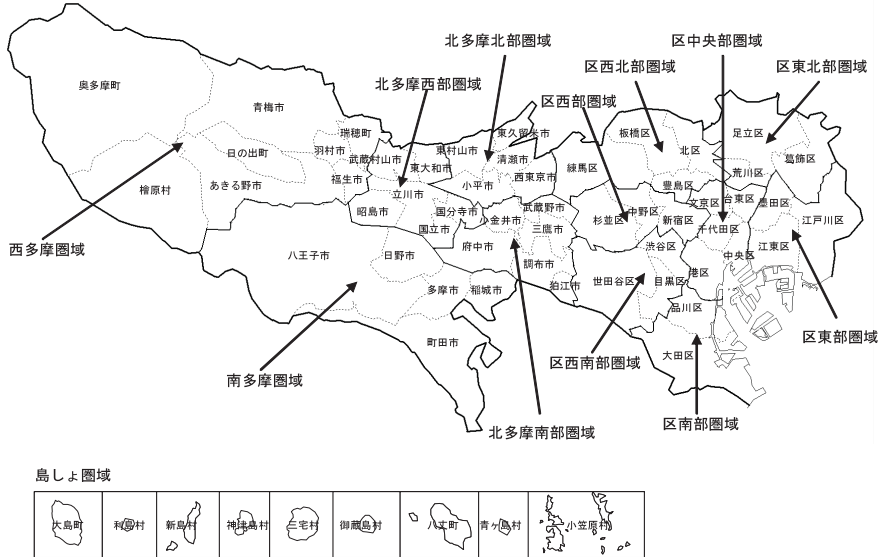 北多摩北部圏域
区中央部圏域
北多摩西部圏域
区西北部圏域
区東北部圏域
区西部圏域
奥多摩町
青梅市
瑞穂町
羽村市
日の出町
武蔵村山市
福生市
あきる野市
檜原村
東村山市
東大和市
東久留米市
清瀬市
西東京市
小平市
立川市
昭島市
国分寺市
国立市
小金井市
武蔵野市
三鷹市
府中市
調布市
狛江市
八王子市
日野市
多摩市
稲城市
町田市
板橋区
北区
練馬区
豊島区
足立区
葛飾区
荒川区
文京区
台東区
墨田区
江戸川区
杉並区
中野区
新宿区
千代田区
江東区
中央区
渋谷区
港区
世田谷区
目黒区
品川区
大田区
西多摩圏域
南多摩圏域
北多摩南部圏域
区西南部圏域
区南部圏域
区東部圏域
島しょ圏域
大島町
利島村
新島村
神津島村
三宅村
御蔵島村
八丈町
青ヶ島村
小笠原村